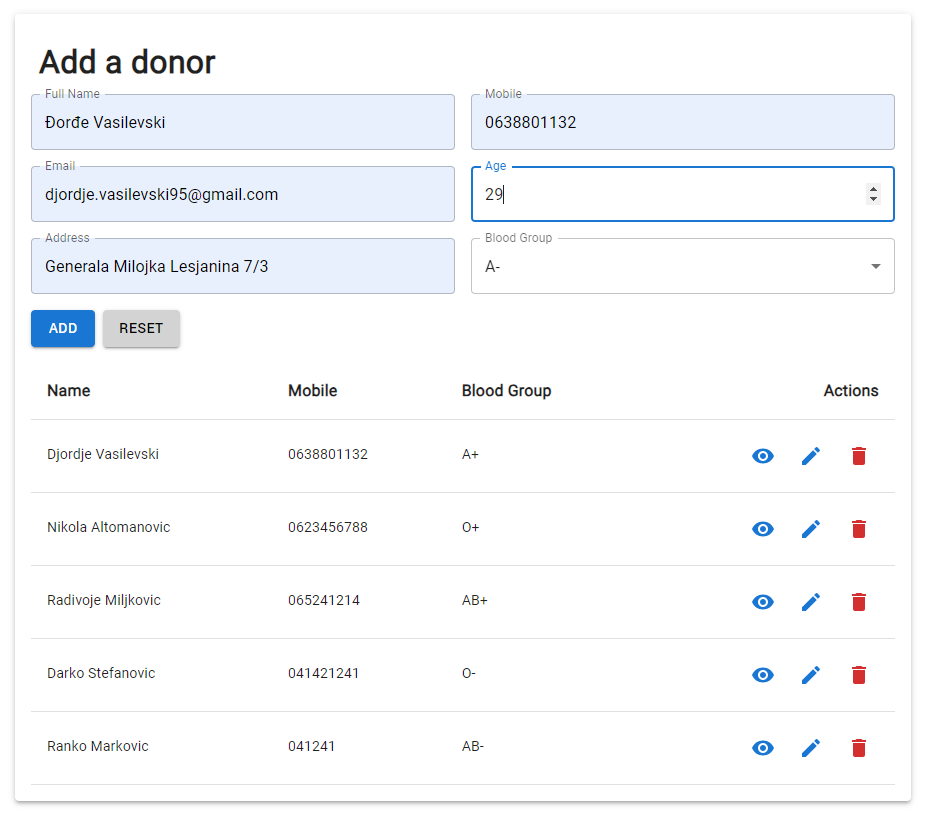 Add a donor
Full Name
Mobile
Đorđe Vasilevski
0638801132
Email
Age
djordje.vasilevski95@gmail.com
29
Address
Blood Group
Generala Milojka Lesjanina 7/3
A-
ADD
RESET
Name Mobile Blood Group Actions
Djordje Vasilevski 0638801132 A+
Nikola Altomanovic 0623456788 O+
Radivoje Miljkovic 065241214 AB+
Darko Stefanovic 041421241 O-
Ranko Markovic 041241 AB-